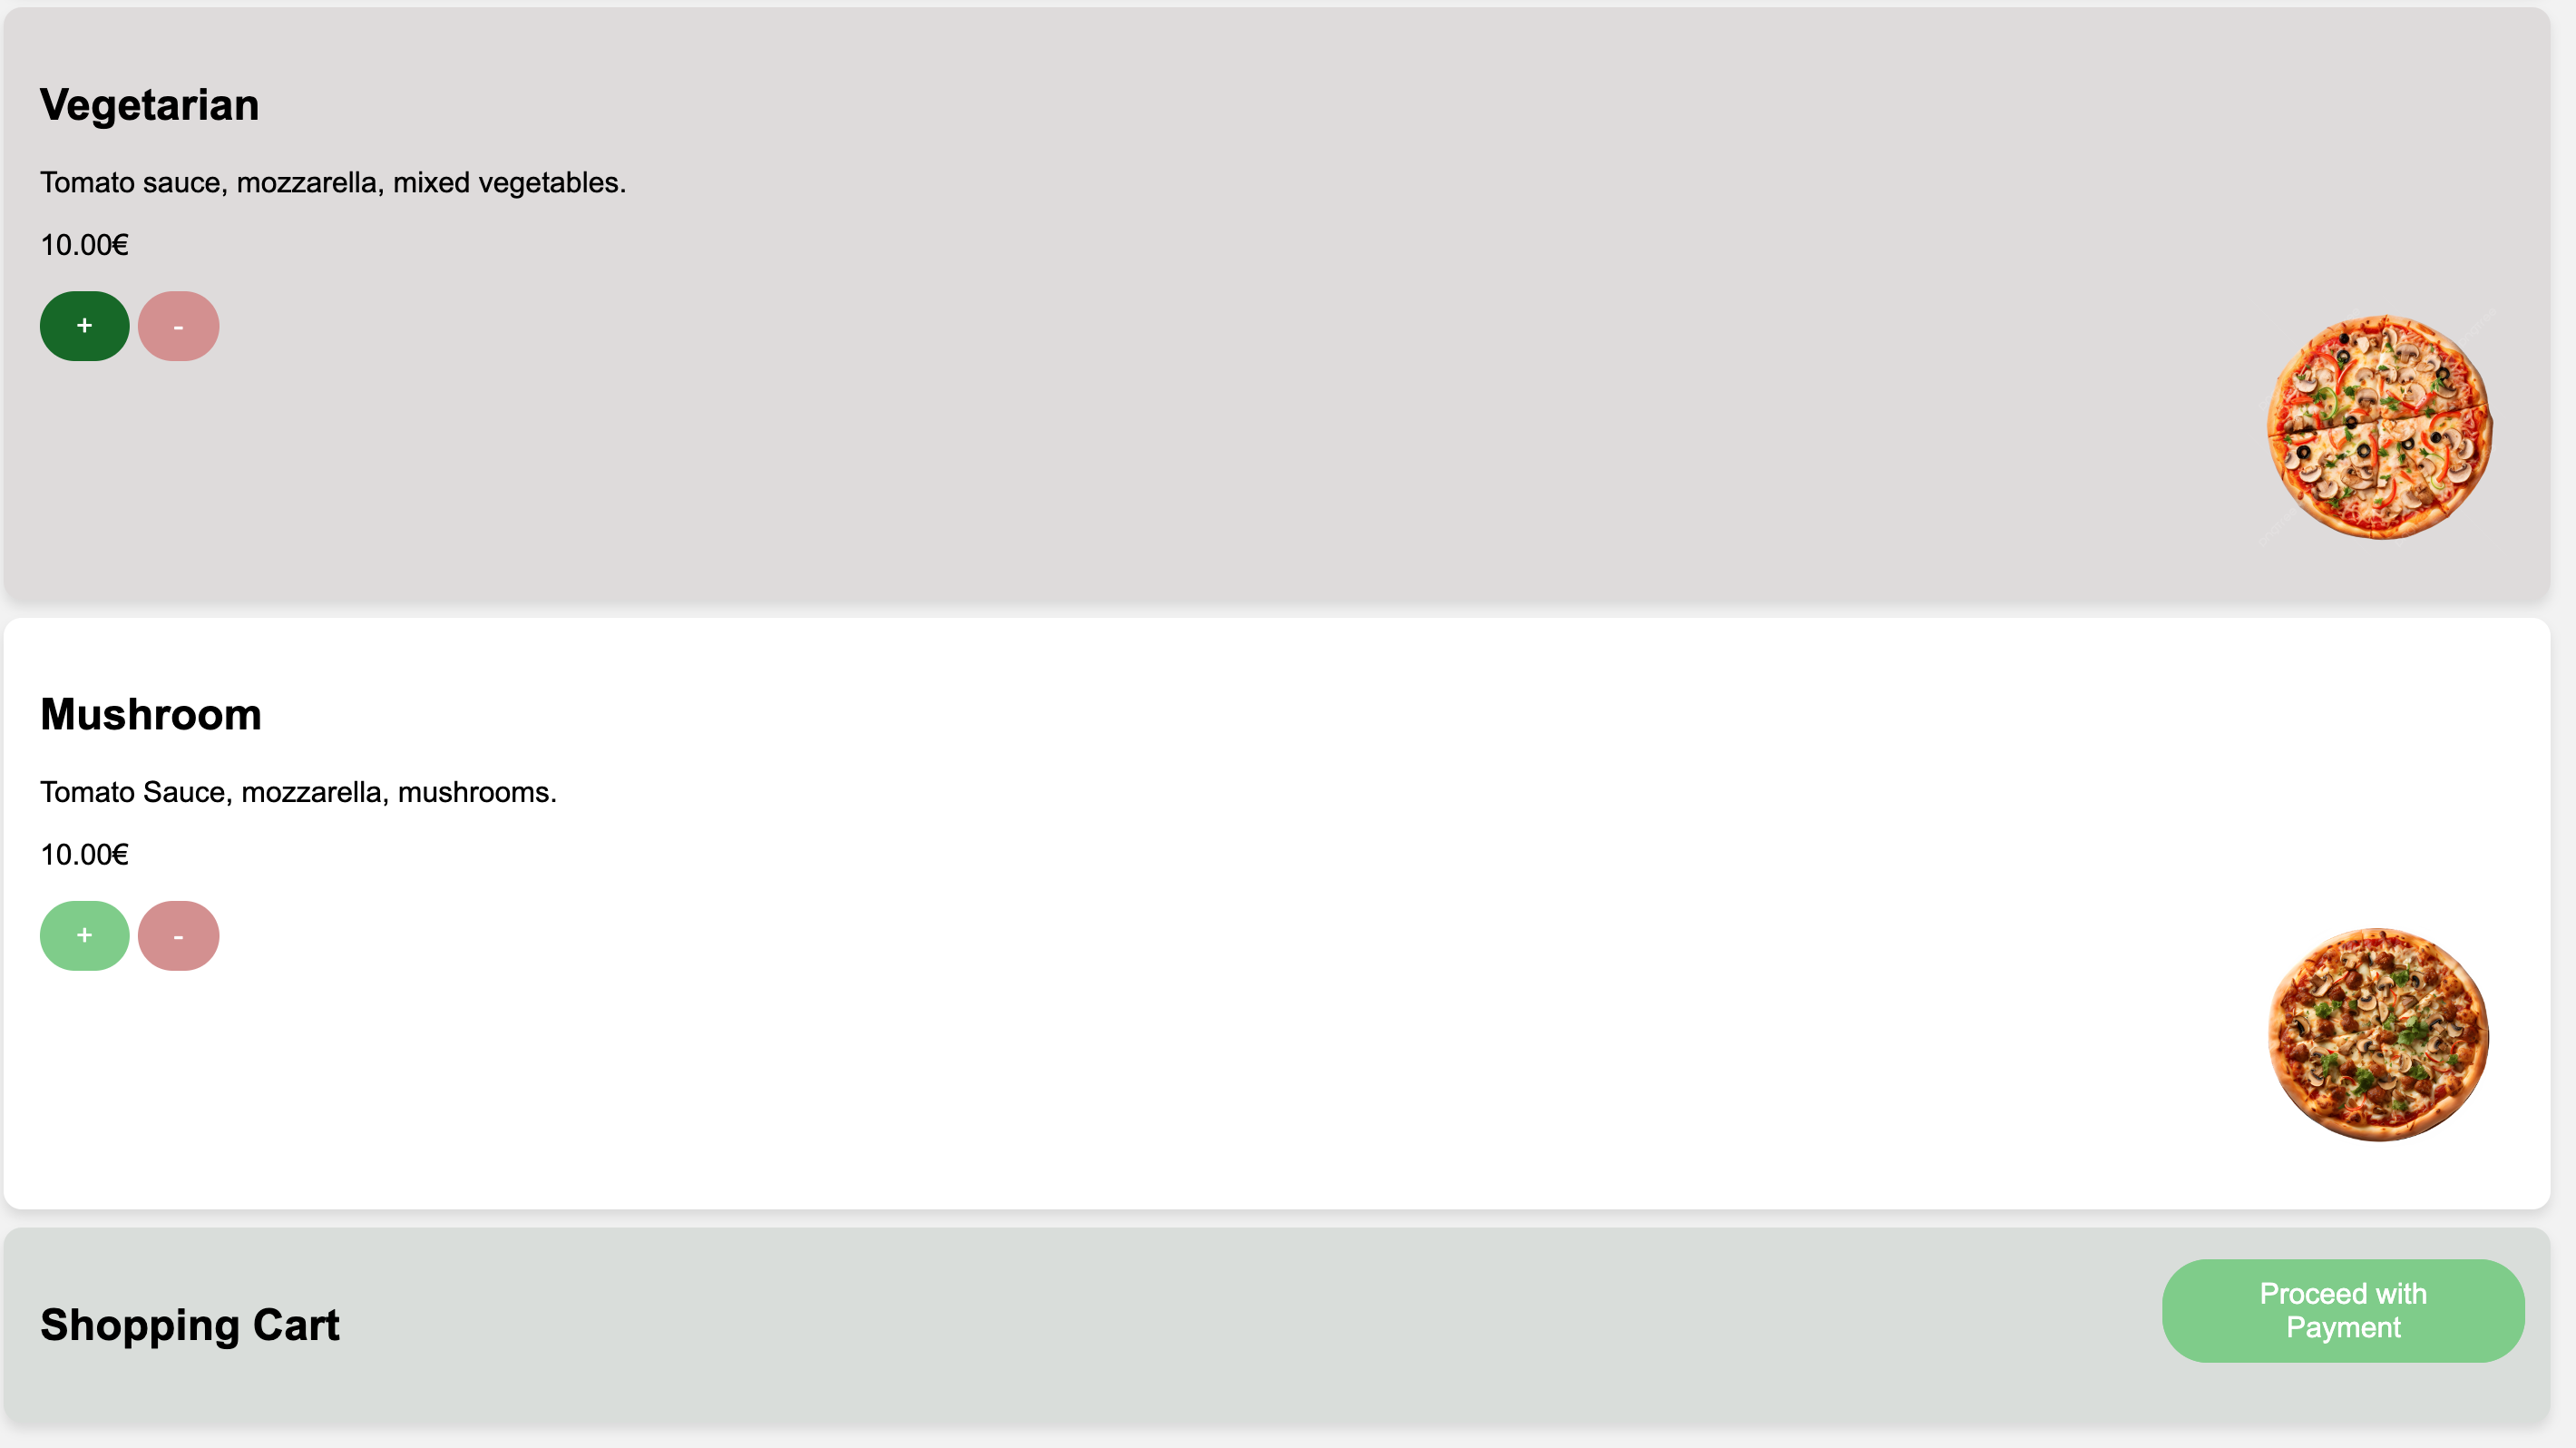 Vegetarian
Tomato sauce, mozzarella, mixed vegetables.
10.00€
+ -
Mushroom
Tomato Sauce, mozzarella, mushrooms.
10.00€
+ -
Shopping Cart
Proceed with
Payment